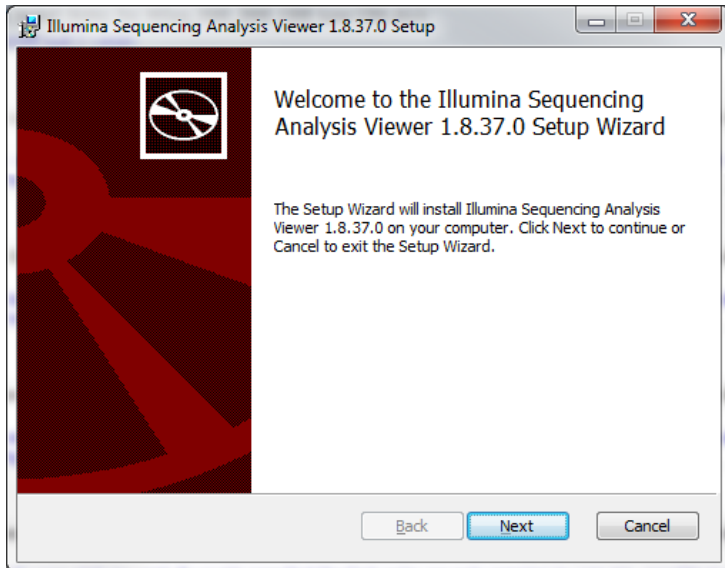 Illumina Sequencing Analysis Viewer 1.8.37.0 Setup
Welcome to the Illumina Sequencing
Analysis Viewer 1.8.37.0 Setup Wizard
The Setup Wizard will install Illumina Sequencing Analysis
Viewer 1.8.37.0 on your computer. Click Next to continue or
Cancel to exit the Setup Wizard.
Back Next Cancel